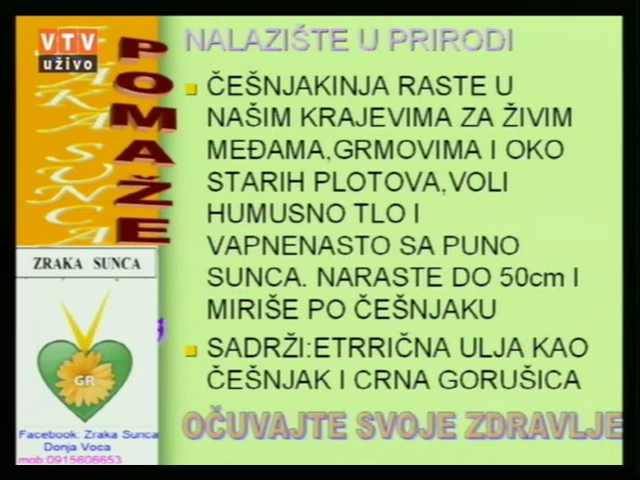 VTV
uživo
ZRAKA SUNCA
POMAŽE
NALAZIŠTE U PRIRODI
ČEŠNJAKINJA RASTE U
NAŠIM KRAJEVIMA ZA ŽIVIM
MEĐAMA,GRMOVIMA I OKO
STARIH PLOTOVA,VOLI
HUMUSNO TLO I
VAPNENASTO SA PUNO
SUNCA. NARASTE DO 50cm I
MIRIŠE PO ČEŠNJAKU
SADRŽI:ETRRIČNA ULJA KAO
ČEŠNJAK I CRNA GORUŠICA
OČUVAJTE SVOJE ZDRAVLJE
ZRAKA SUNCA
GR
Facebook: Zraka Sunca
Donja Voca
mob:0915606653